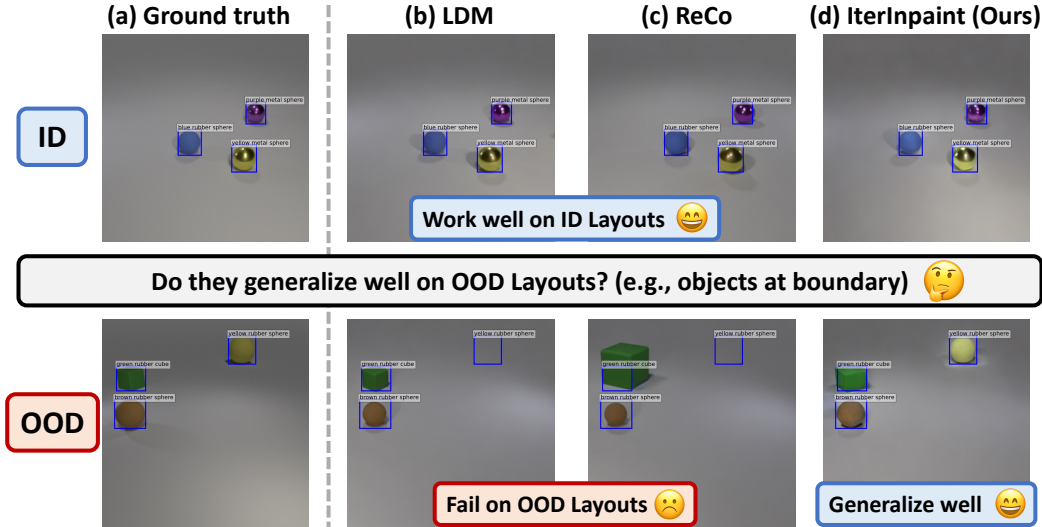 (a) Ground truth
(b) LDM
(c) ReCo
(d) IterInpaint (Ours)
ID
purple metal sphere
blue rubber sphere
yellow metal sphere
purple metal sphere
blue rubber sphere
yellow metal sphere
purple metal sphere
blue rubber sphere
yellow metal sphere
purple metal sphere
blue rubber sphere
yellow metal sphere
Work well on ID Layouts
Do they generalize well on OOD Layouts? (e.g., objects at boundary)
OOD
yellow rubber sphere
green rubber cube
brown rubber sphere
yellow rubber sphere
green rubber cube
brown rubber sphere
yellow rubber sphere
green rubber cube
brown rubber sphere
yellow rubber sphere
green rubber cube
brown rubber sphere
Fail on OOD Layouts
Generalize well